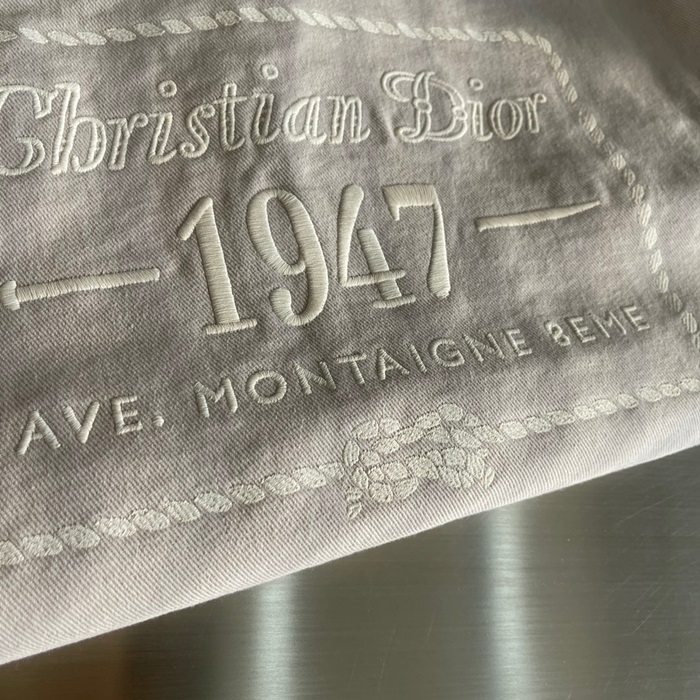 Christian Dior
1947
AVE. MONTAIGNE 8EME